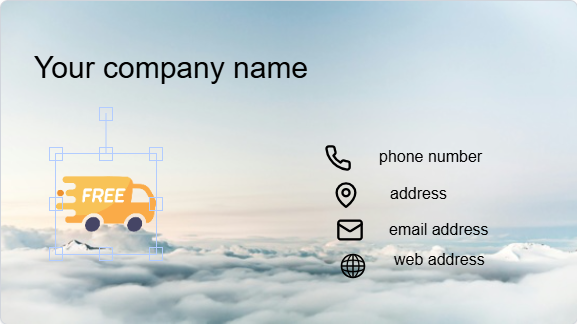 Your company name
FREE
phone number
address
email address
web address